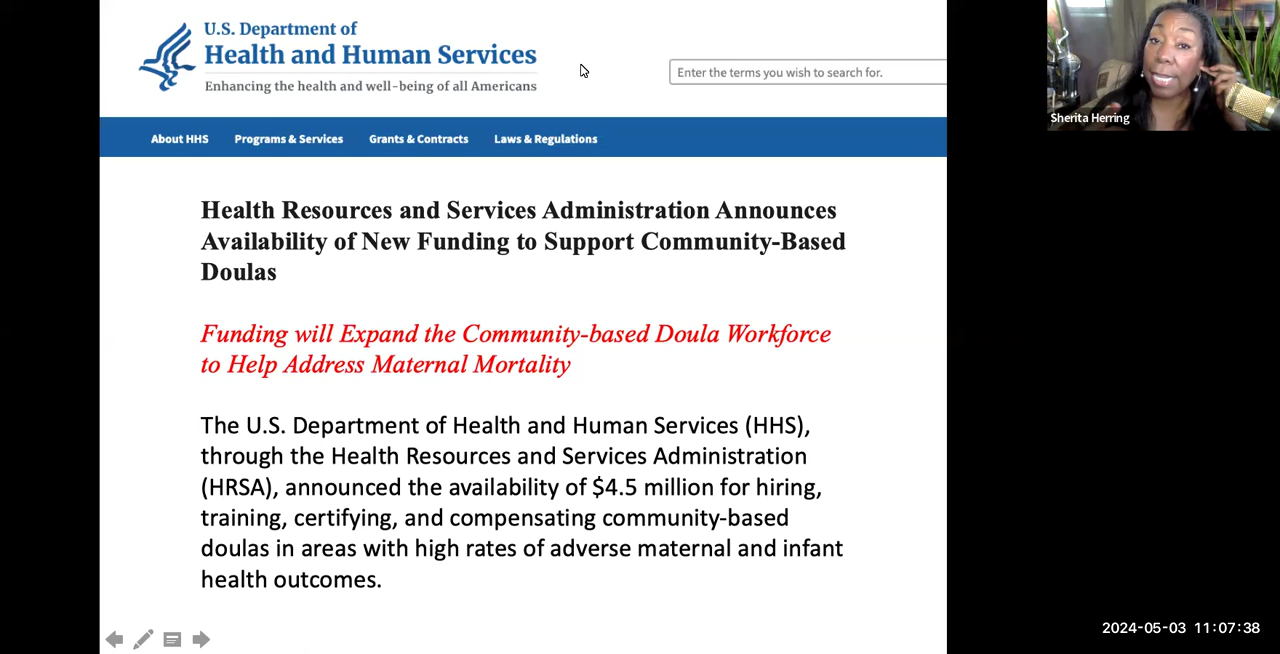 U.S. Department of
Health and Human Services
Enhancing the health and well-being of all Americans
Enter the terms you wish to search for.
Sherita Herring
About HHS Programs & Services Grants & Contracts Laws & Regulations
Health Resources and Services Administration Announces
Availability of New Funding to Support Community-Based
Doulas
Funding will Expand the Community-based Doula Workforce
to Help Address Maternal Mortality
The U.S. Department of Health and Human Services (HHS),
through the Health Resources and Services Administration
(HRSA), announced the availability of $4.5 million for hiring,
training, certifying, and compensating community-based
doulas in areas with high rates of adverse maternal and infant
health outcomes.
2024-05-03 11:07:38